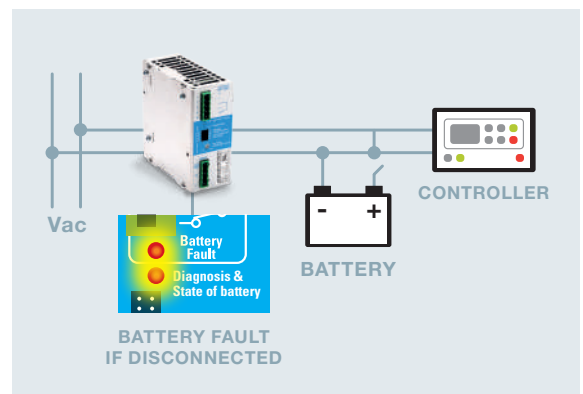 Vac
Battery
Fault
Diagnosis &
State of battery
BATTERY FAULT
IF DISCONNECTED
- +
BATTERY
CONTROLLER